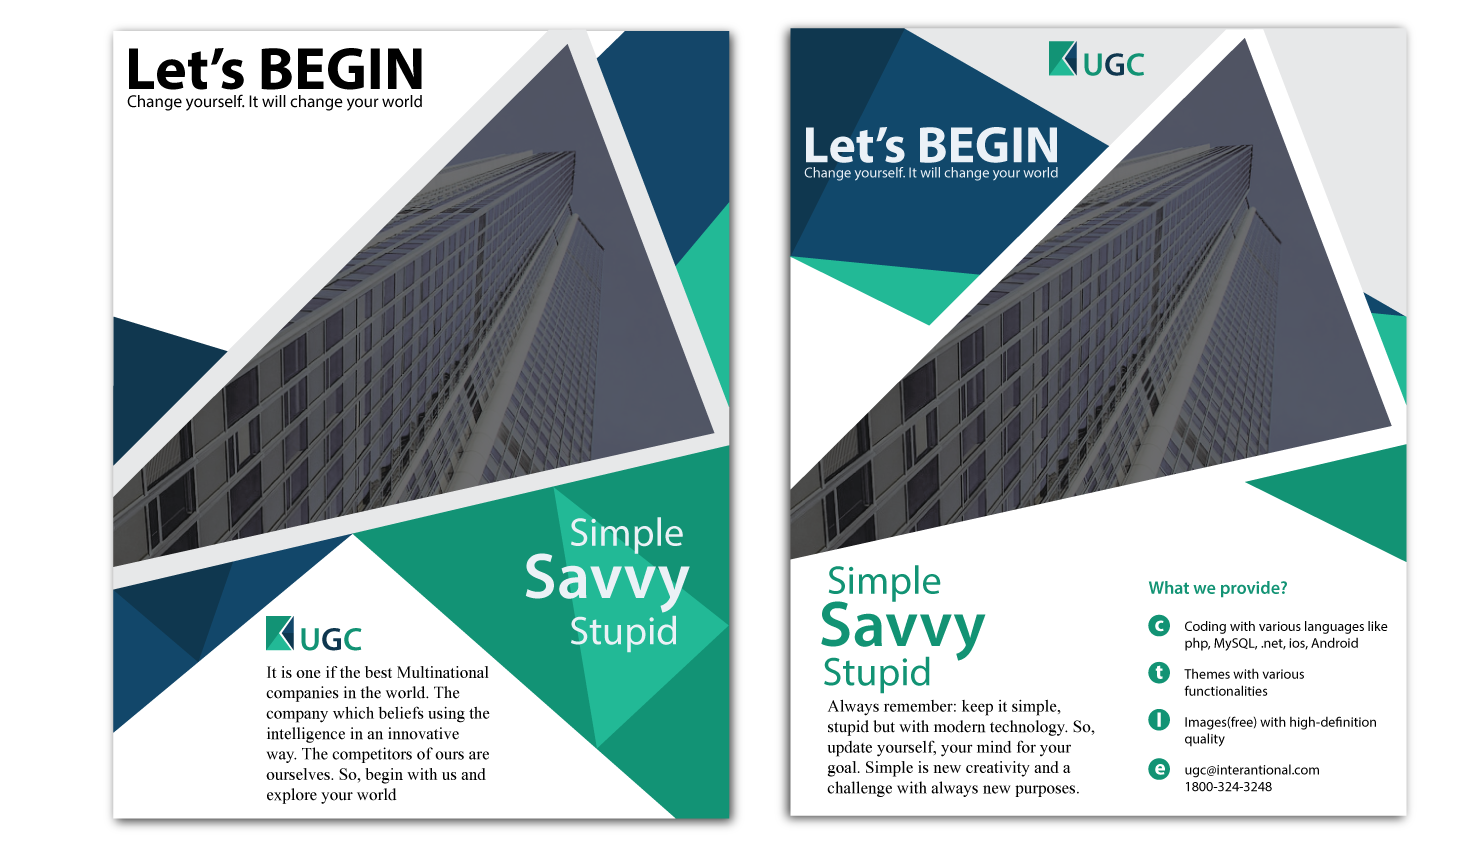 Let's BEGIN
Change yourself. It will change your world
Simple
Savvy
Stupid
UGC
It is one if the best Multinational
companies in the world. The
company which beliefs using the
intelligence in an innovative
way. The competitors of ours are
ourselves. So, begin with us and
explore your world
UGC
Let's BEGIN
Change yourself. It will change your world
Simple
Savvy
Stupid
Always remember: keep it simple,
stupid but with modern technology. So,
update yourself, your mind for your
goal. Simple is new creativity and a
challenge with always new purposes.
What we provide?
c Coding with various languages like
php, MySQL, .net, ios, Android
t Themes with various
functionalities
I Images(free) with high-definition
quality
e ugc@interantional.com
1800-324-3248